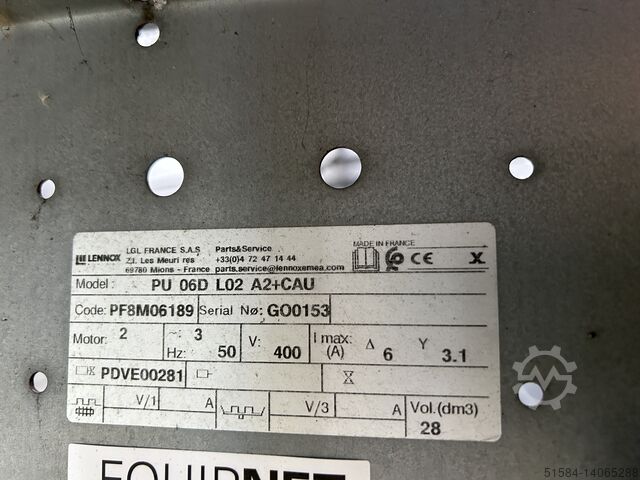 LENNOX LGL FRANCE S.A.S Parts&Service MADE IN FRANCE
Z.I. Les Meuri res +33(0)4 72 47 14 44 CE X
69780 Mions - France parts.service@lennoxemea.com
Model : PU 06D L02 A2+CAU
Code: PF8M06189 Serial Nø: GO0153
Motor: 2 ~: 3 Hz: 50 V: 400 I max: (A) Δ 6 Y 3.1
PDVE00281
V/1 A V/3 A Vol.(dm3)
28
EQUIPNET
51584-14065288